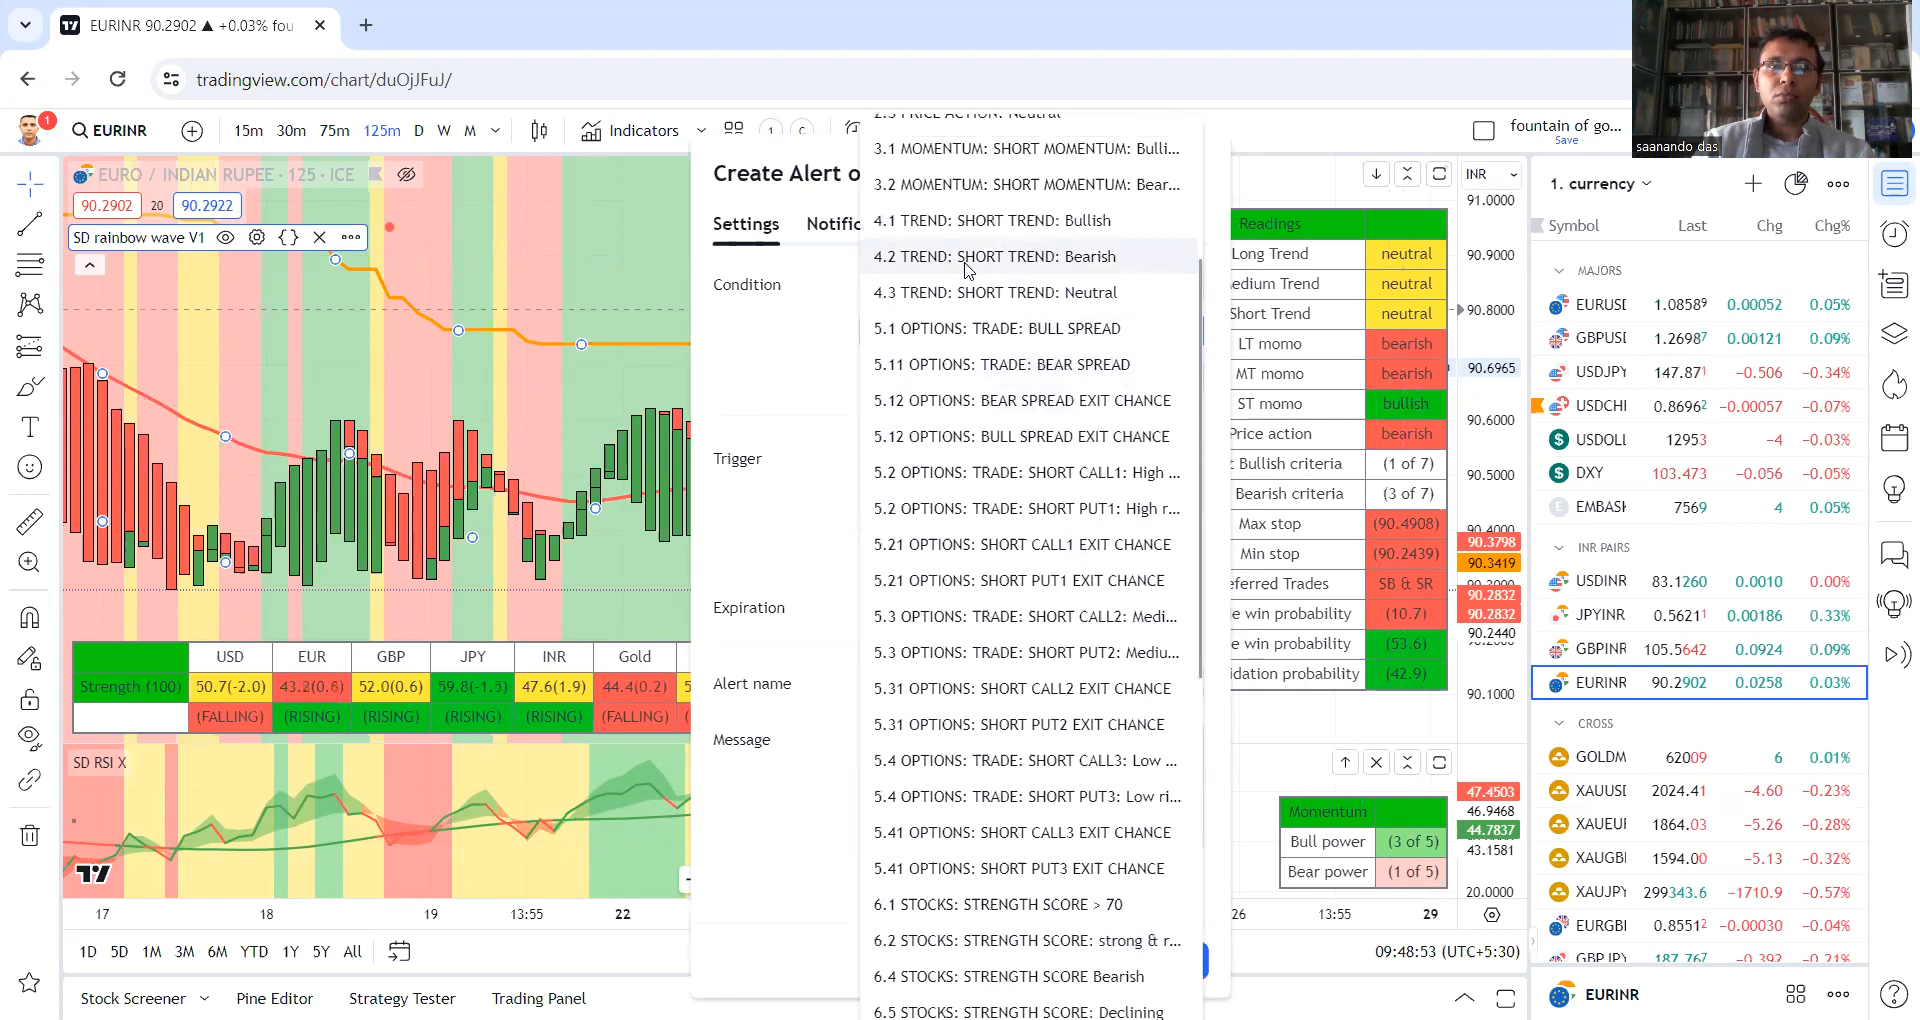 EURINR 90.2902 ▲ +0.03% fou
tradingview.com/chart/duOjJFuJ/
saanando das
1
EURINR
15m 30m 75m 125m D W M
Indicators
fountain of go...
Save
EURO / INDIAN RUPEE · 125 · ICE
90.2902 20 90.2922
SD rainbow wave V1
Create Alert o
Settings Notific
Condition
Trigger
Expiration
Alert name
Message
2.3 PRICE ACTION: Neutral
3.1 MOMENTUM: SHORT MOMENTUM: Bulli...
3.2 MOMENTUM: SHORT MOMENTUM: Bear...
4.1 TREND: SHORT TREND: Bullish
4.2 TREND: SHORT TREND: Bearish
4.3 TREND: SHORT TREND: Neutral
5.1 OPTIONS: TRADE: BULL SPREAD
5.11 OPTIONS: TRADE: BEAR SPREAD
5.12 OPTIONS: BEAR SPREAD EXIT CHANCE
5.12 OPTIONS: BULL SPREAD EXIT CHANCE
5.2 OPTIONS: TRADE: SHORT CALL1: High ...
5.2 OPTIONS: TRADE: SHORT PUT1: High r...
5.21 OPTIONS: SHORT CALL1 EXIT CHANCE
5.21 OPTIONS: SHORT PUT1 EXIT CHANCE
5.3 OPTIONS: TRADE: SHORT CALL2: Medi...
5.3 OPTIONS: TRADE: SHORT PUT2: Mediu...
5.31 OPTIONS: SHORT CALL2 EXIT CHANCE
5.31 OPTIONS: SHORT PUT2 EXIT CHANCE
5.4 OPTIONS: TRADE: SHORT CALL3: Low ...
5.4 OPTIONS: TRADE: SHORT PUT3: Low ri...
5.41 OPTIONS: SHORT CALL3 EXIT CHANCE
5.41 OPTIONS: SHORT PUT3 EXIT CHANCE
6.1 STOCKS: STRENGTH SCORE > 70
6.2 STOCKS: STRENGTH SCORE: strong & r...
6.4 STOCKS: STRENGTH SCORE Bearish
6.5 STOCKS: STRENGTH SCORE: Declining
Readings
Long Trend neutral
edium Trend neutral
Short Trend neutral
LT momo bearish
MT momo bearish
ST momo bullish
Price action bearish
t Bullish criteria (1 of 7)
Bearish criteria (3 of 7)
Max stop (90.4908)
Min stop (90.2439)
eferred Trades SB & SR
e win probability (10.7)
e win probability (53.6)
idation probability (42.9)
INR
91.0000
90.9000
90.8000
90.6965
90.6000
90.5000
90.4000
90.3798
90.3419
90.2832
90.2832
90.2440
90.1000
USD EUR GBP JPY INR Gold
Strength (100) 50.7(-2.0) 43.2(0.6) 52.0(0.6) 59.8(-1.3) 47.6(1.9) 44.4(0.2) 5
(FALLING) (RISING) (RISING) (RISING) (RISING) (FALLING)
SD RSI X
Momentum
Bull power (3 of 5)
Bear power (1 of 5)
47.4503
46.9468
44.7837
43.1581
20.0000
17 18 19 13:55 22 26 13:55 29
1D 5D 1M 3M 6M YTD 1Y 5Y All
09:48:53 (UTC+5:30)
Stock Screener Pine Editor Strategy Tester Trading Panel
1. currency
Symbol Last Chg Chg%
MAJORS
EURUSD 1.08589 0.00052 0.05%
GBPUSD 1.26987 0.00121 0.09%
USDJPY 147.871 −0.506 −0.34%
USDCHI 0.86962 −0.00057 −0.07%
USDOLL 12953 −4 −0.03%
DXY 103.473 −0.056 −0.05%
EMBASK 7569 4 0.05%
INR PAIRS
USDINR 83.1260 0.0010 0.00%
JPYINR 0.56211 0.00186 0.33%
GBPINR 105.5642 0.0924 0.09%
EURINR 90.2902 0.0258 0.03%
CROSS
GOLDM 62009 6 0.01%
XAUUSD 2024.41 −4.60 −0.23%
XAUEUR 1864.03 −5.26 −0.28%
XAUGBI 1594.00 −5.13 −0.32%
XAUJPY 299343.6 −1710.9 −0.57%
EURGBI 0.85512 −0.00030 −0.04%
GBPJPY 187.767 −0.392 −0.21%
EURINR